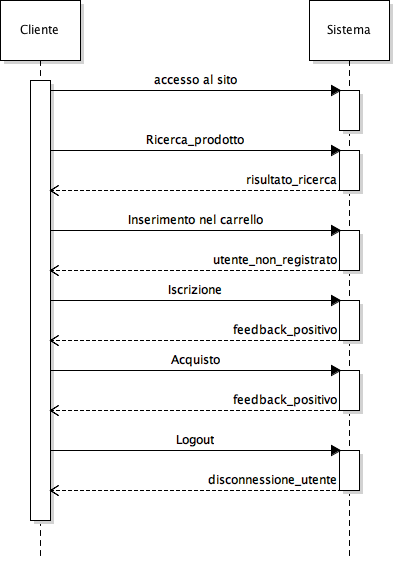 Cliente
Sistema
accesso al sito
Ricerca_prodotto
risultato_ricerca
Inserimento nel carrello
utente_non_registrato
Iscrizione
feedback_positivo
Acquisto
feedback_positivo
Logout
disconnessione_utente